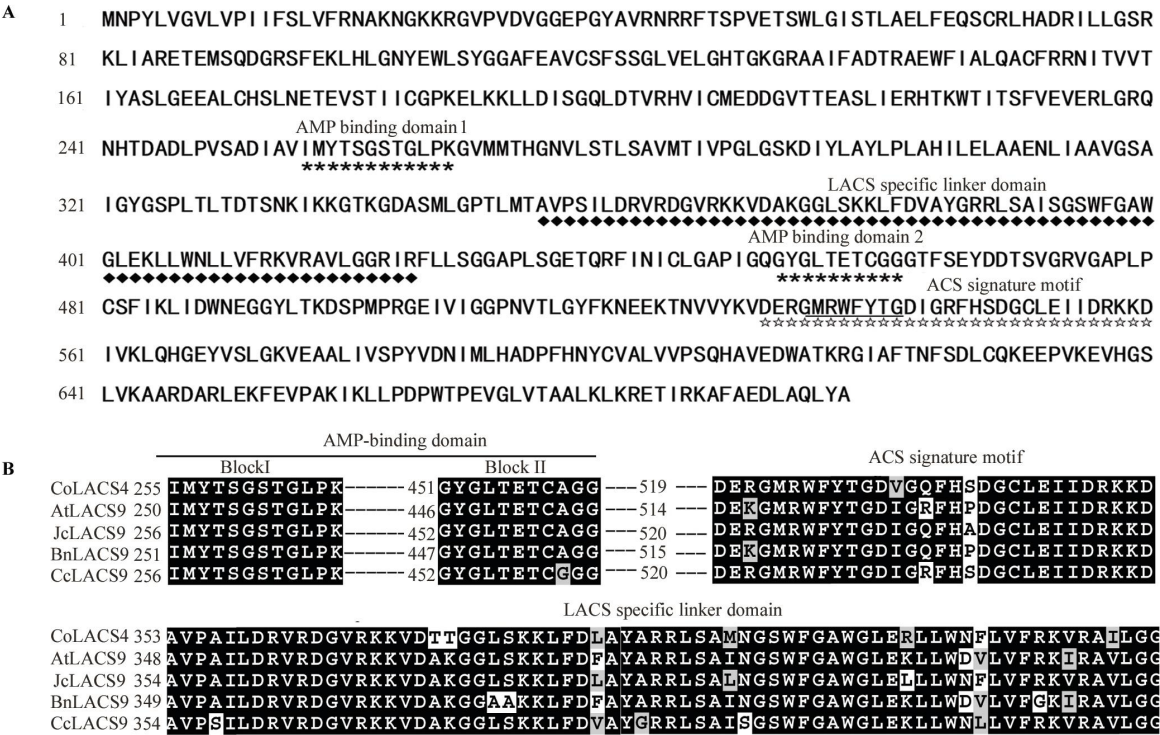 A
1 MNPYLVGVLVPIIFSLVFRNAKNGKKRGVPVDVGGEPGYAVRNRRFTSPVETSWLGISTLAELFEQSCRLHADRILLGSR
81 KLIARETEMSQDGRSFEKLHLGNYEWLSYGGAFEAVCSFSSGLVELGHTGKGRAAIFADTRAEWFIALQACFRRNITVVT
161 IYASLGEEALCHSLNETEVSTIICGPKELKKLLDISGQLDTVRHVICMEDDGVTTEASLIERHTKWTITSFVEVERLGRQ
AMP binding domain1
241 NHTDADLPVSADIAVIMYTSGSTGLPKGVMMTHGNVLSTLSAVMTIVPGLGSKDIYLAYLPLAHILELAAENLIAAVGSA
LACS specific linker domain
321 IGYGSPLTLTDTSNKIKKGTKGDASMLGPTLMTAVPSILDRVRDGVRKKVDAKGGLSKKLFDVAYGRRLSAISGSWFGAW
AMP binding domain 2
401 GLEKLLWNLLVFRKVRAVLGGRIRFLLSGGAPLSGETQRFINICLGAPIGQGYGLTETCGGGTFSEYDDTSVGRVGAPLP
ACS signature motif
481 CSFIKLIDWNEGGYLTKDSPMPRGEIVIGGPNVTLGYFKNEEKTNVVYKVDERGMRWFYTGDIGRFHSDGCLEIIDRKKD
561 IVKLQHGEYVSLGKVEAALIVSPYVDNIMLHADPFHNYCVALVVPSQHAVEDWATKRGIAFTNFSDLCQKEEPVKEVHGS
641 LVKAARDARLEKFEVPAKIKLLPDPWTPEVGLVTAALKLKRETIRKAFAEDLAQLYA
AMP-binding domain
B BlockI Block II ACS signature motif
CoLACS4 255 IMYTSGSTGLPK------451 GYGLTETCAGG ---519 --- DERGMRWFYTGDVGQFHSDGCLEIIDRKKD
AtLACS9 250 IMYTSGSTGLPK------446 GYGLTETCAGG ---514 --- DEKGMRWFYTGDIGRFHPDGCLEIIDRKKD
JcLACS9 256 IMYTSGSTGLPK------452 GYGLTETCAGG ---520 --- DERGMRWFYTGDIGQFHADGCLEIIDRKKD
BnLACS9 251 IMYTSGSTGLPK------447 GYGLTETCAGG ---515 --- DEKGMRWFYTGDIGQFHPDGCLEIIDRKKD
CcLACS9 256 IMYTSGSTGLPK------452 GYGLTETCGGG ---520 --- DERGMRWFYTGDIGRFHSDGCLEIIDRKKD
LACS specific linker domain
CoLACS4 353 AVPAILDRVRDGVRKKVDTTGGLSKKLFDLAYARRLSAMNGSWFGAWGLERLLWNFLVFRKVRAILGG
AtLACS9 348 AVPAILDRVRDGVRKKVDAKGGLSKKLFDFAYARRLSAINGSWFGAWGLEKLLWDVLVFRKIRAVLGG
JcLACS9 354 AVPAILDRVRDGVRKKVDAKGGLSKKLFDLAYARRLSALNGSWFGAWGLELLLWNFLVFRKVRAVLGG
BnLACS9 349 AVPAILDRVRDGVRKKVDAKGGAAKKLFDFAYARRLSAINGSWFGAWGLEKLLWDVLVFGKIRAVLGG
CcLACS9 354 AVPSILDRVRDGVRKKVDAKGGLSKKLFDVAYGRRLSAISGSWFGAWGLEKLLWNLLVFRKVRAVLGG